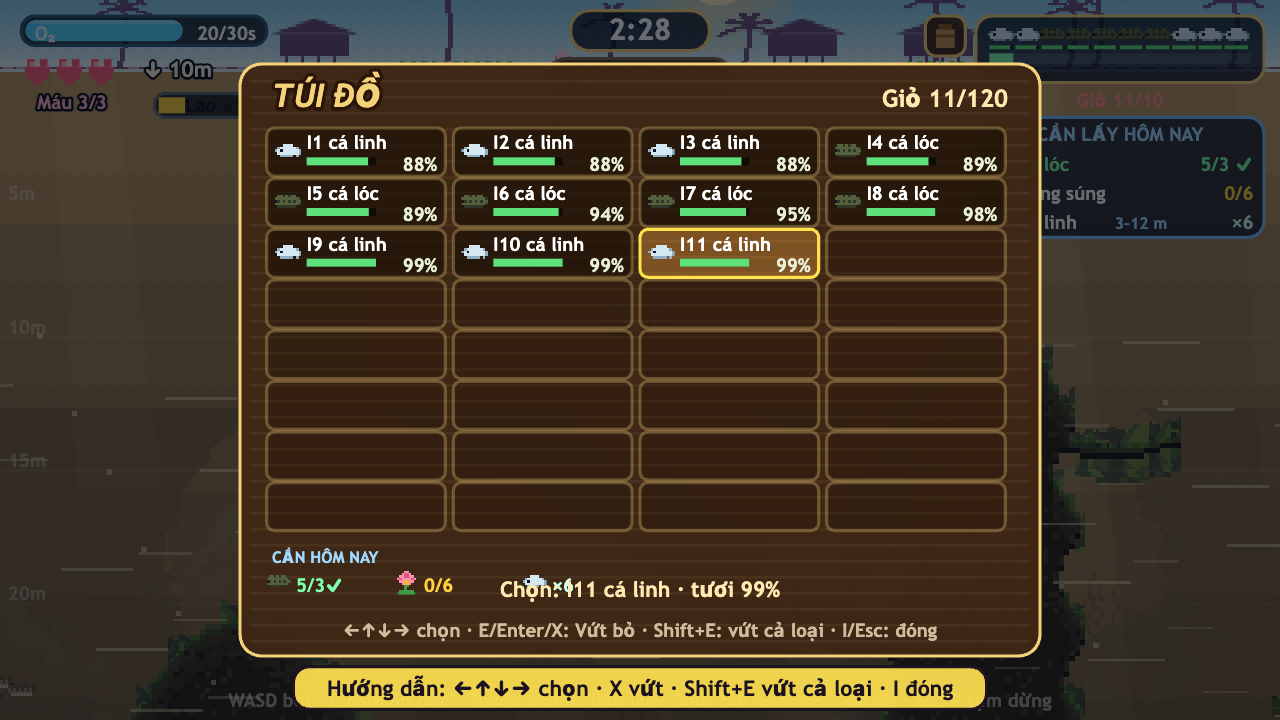 O₂ 20/30s
2:28
Máu 3/3
10m
Giỏ 11/10
TÚI ĐỒ
Giỏ 11/120
CẦN LẤY HÔM NAY
lóc 5/3
ng súng 0/6
linh 3-12 m ×6
I1 cá linh 88%
I2 cá linh 88%
I3 cá linh 88%
I4 cá lóc 89%
I5 cá lóc 89%
I6 cá lóc 94%
I7 cá lóc 95%
I8 cá lóc 98%
I9 cá linh 99%
I10 cá linh 99%
I11 cá linh 99%
5m
10m
15m
20m
CẦN HÔM NAY
5/3 0/6 ×6
Chọn: I11 cá linh · tươi 99%
←↑↓→ chọn · E/Enter/X: Vứt bỏ · Shift+E: vứt cả loại · I/Esc: đóng
Hướng dẫn: ←↑↓→ chọn · X vứt · Shift+E vứt cả loại · I đóng
WASD dừng